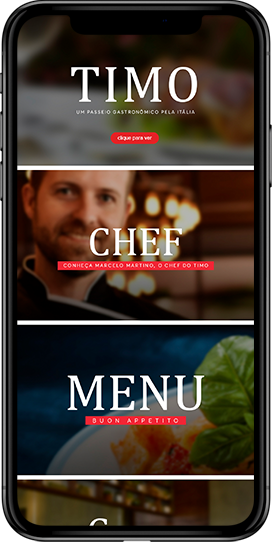 TIMO
UM PASSEIO GASTRONÔMICO PELA ITÁLIA
clique para ver
CHEF
CONHEÇA MARCELO MARTINO, O CHEF DO TIMO
MENU
BUON APPETITO